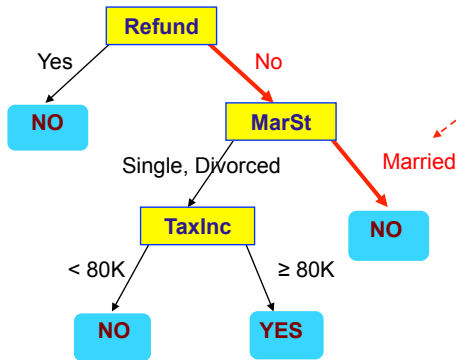 Refund
Yes
No
NO
MarSt
Single, Divorced
Married
TaxInc
NO
< 80K
≥ 80K
NO
YES